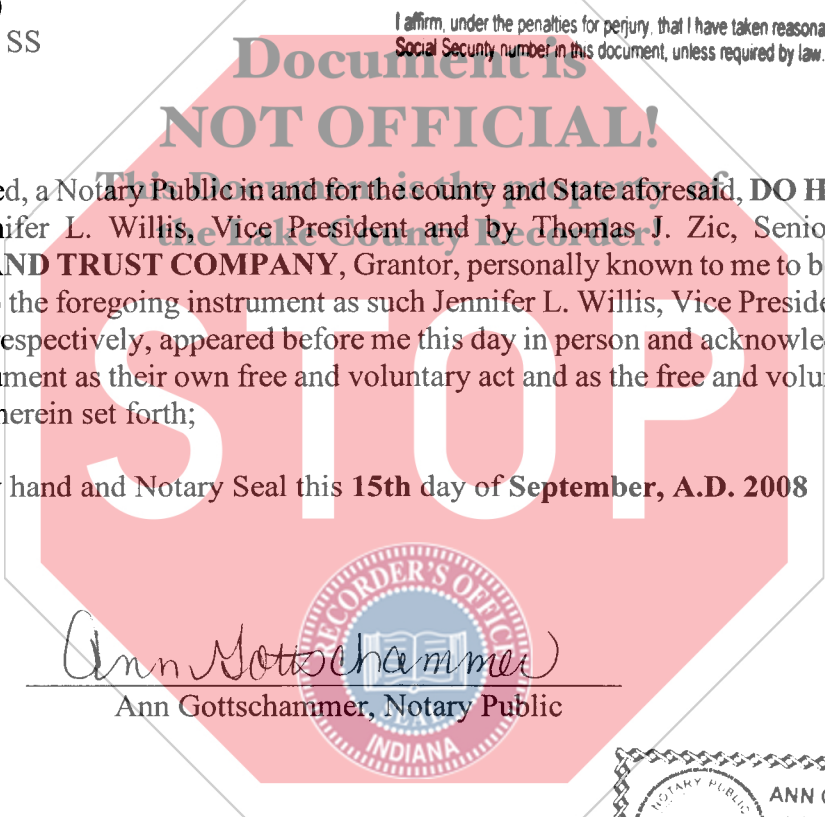 SS
I affirm, under the penalties for perjury, that I have taken reasona
Social Security number in this document, unless required by law.
Document is
NOT OFFICIAL!
This Document is the property of
the Lake County Recorder!
ed, a Notary Public in and for the county and State aforesaid, DO H
nifer L. Willis, Vice President and by Thomas J. Zic, Senio
AND TRUST COMPANY, Grantor, personally known to me to b
o the foregoing instrument as such Jennifer L. Willis, Vice Preside
espectively, appeared before me this day in person and acknowle
ument as their own free and voluntary act and as the free and volu
herein set forth;
STOP
y hand and Notary Seal this 15th day of September, A.D. 2008
RECORDER'S OFFICE
Ann Gottschammer
Ann Gottschammer, Notary Public
SEAL
INDIANA
NOTARY PUBLIC
ANN G